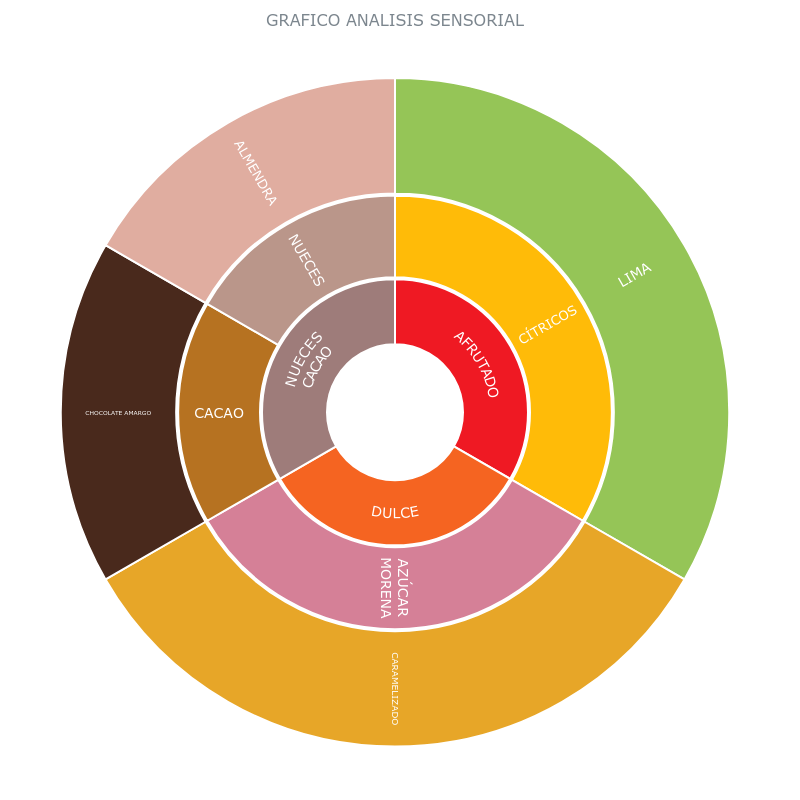 GRAFICO ANALISIS SENSORIAL
ALMENDRA
LIMA
NUECES
CÍTRICOS
NUECES
CACAO
AFRUTADO
CHOCOLATE AMARGO
CACAO
DULCE
AZÚCAR
MORENA
CARAMELIZADO